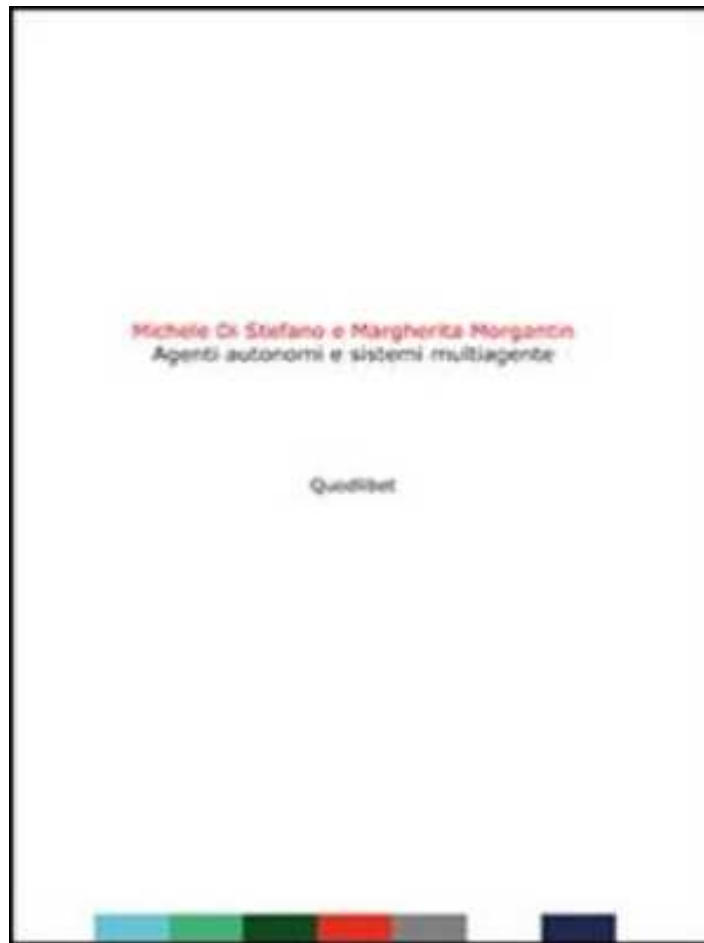 Michele Di Stefano e Margherita Morgantin
Agenti autonomi e sistemi multiagente
Quodlibet